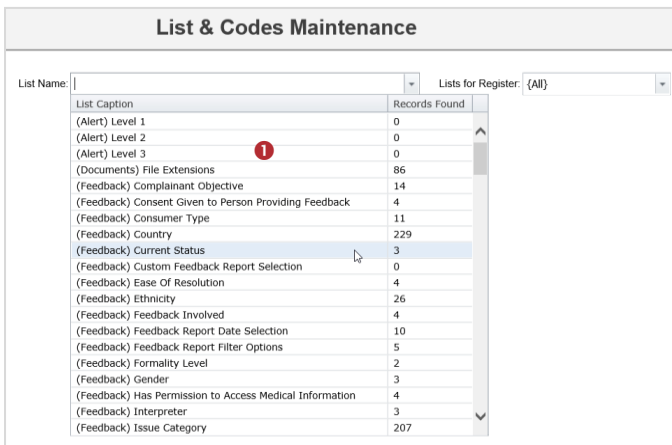 List & Codes Maintenance
List Name: Lists for Register: {All}
List Caption Records Found
(Alert) Level 1 0
(Alert) Level 2 0
(Alert) Level 3 0
1
(Documents) File Extensions 86
(Feedback) Complainant Objective 14
(Feedback) Consent Given to Person Providing Feedback 4
(Feedback) Consumer Type 11
(Feedback) Country 229
(Feedback) Current Status 3
(Feedback) Custom Feedback Report Selection 0
(Feedback) Ease Of Resolution 4
(Feedback) Ethnicity 26
(Feedback) Feedback Involved 4
(Feedback) Feedback Report Date Selection 10
(Feedback) Feedback Report Filter Options 5
(Feedback) Formality Level 2
(Feedback) Gender 3
(Feedback) Has Permission to Access Medical Information 4
(Feedback) Interpreter 3
(Feedback) Issue Category 207